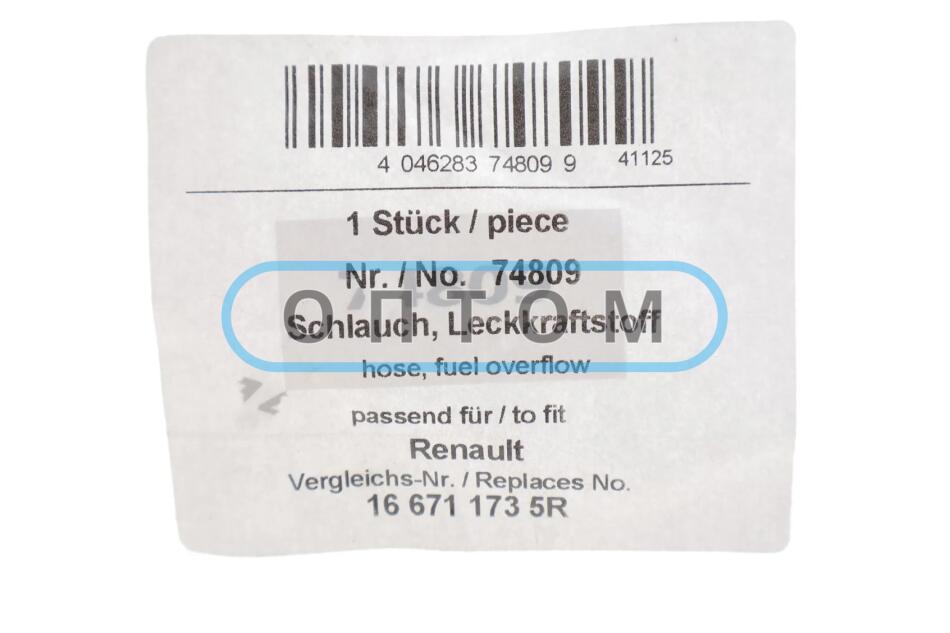 4 046283 74809 9 41125
1 Stück / piece
Nr. / No. 74809
ОПТОМ
Schlauch, Leckkraftstoff
hose, fuel overflow
passend für / to fit
Renault
Vergleichs-Nr. / Replaces No.
16 671 173 5R